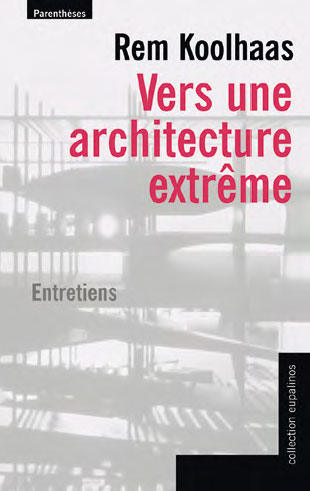 Parenthèses
Rem Koolhaas
Vers une
architecture
extrême
Entretiens
collection eupalinos